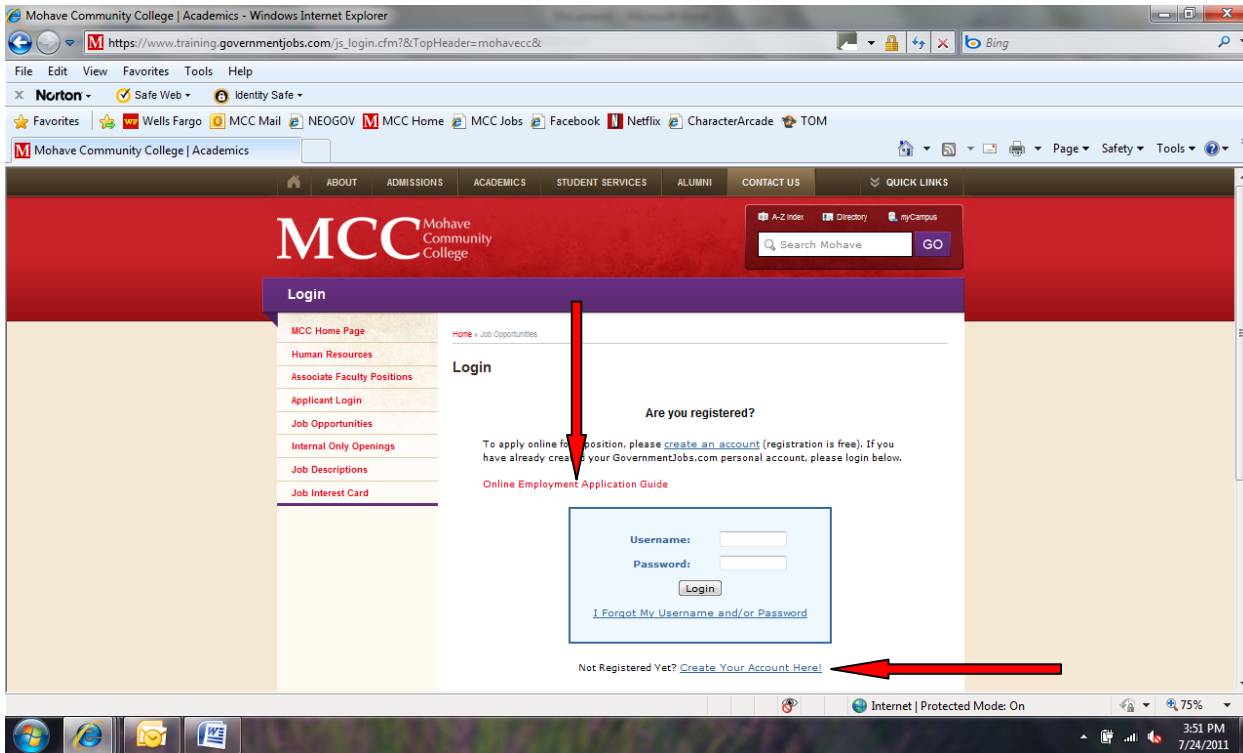 Mohave Community College | Academics - Windows Internet Explorer
https://www.training.governmentjobs.com/js_login.cfm?&TopHeader=mohavecc&
Bing
File Edit View Favorites Tools Help
x Norton - Safe Web Identity Safe
Favorites Wells Fargo MCC Mail NEOGOV MCC Home MCC Jobs Facebook Netflix CharacterArcade TOM
Mohave Community College | Academics
Page Safety Tools
ABOUT ADMISSIONS ACADEMICS STUDENT SERVICES ALUMNI CONTACT US QUICK LINKS
A-Z Index Directory myCampus
MCC Mohave
Community
College
Search Mohave GO
Login
MCC Home Page
Human Resources
Associate Faculty Positions
Applicant Login
Job Opportunities
Internal Only Openings
Job Descriptions
Job Interest Card
Home » Job Opportunities
Login
Are you registered?
To apply online for position, please create an account (registration is free). If you
have already created your GovernmentJobs.com personal account, please login below.
Online Employment Application Guide
Username:
Password:
Login
I Forgot My Username and/or Password
Not Registered Yet? Create Your Account Here!
Internet | Protected Mode: On 75%
3:51 PM
7/24/2011